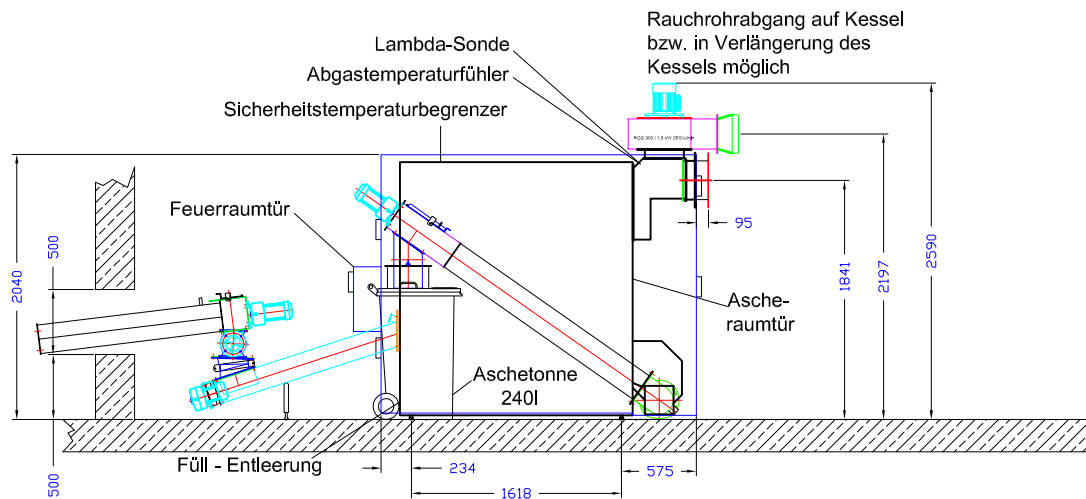 Rauchrohrabgang auf Kessel
bzw. in Verlängerung des
Kessels möglich
Lambda-Sonde
Abgastemperaturfühler
Sicherheitstemperaturbegrenzer
Feuerraumtür
95
500
2040
1841
2197
2590
Asche-
raumtür
Aschetonne
240l
Füll - Entleerung
500
234
575
1618